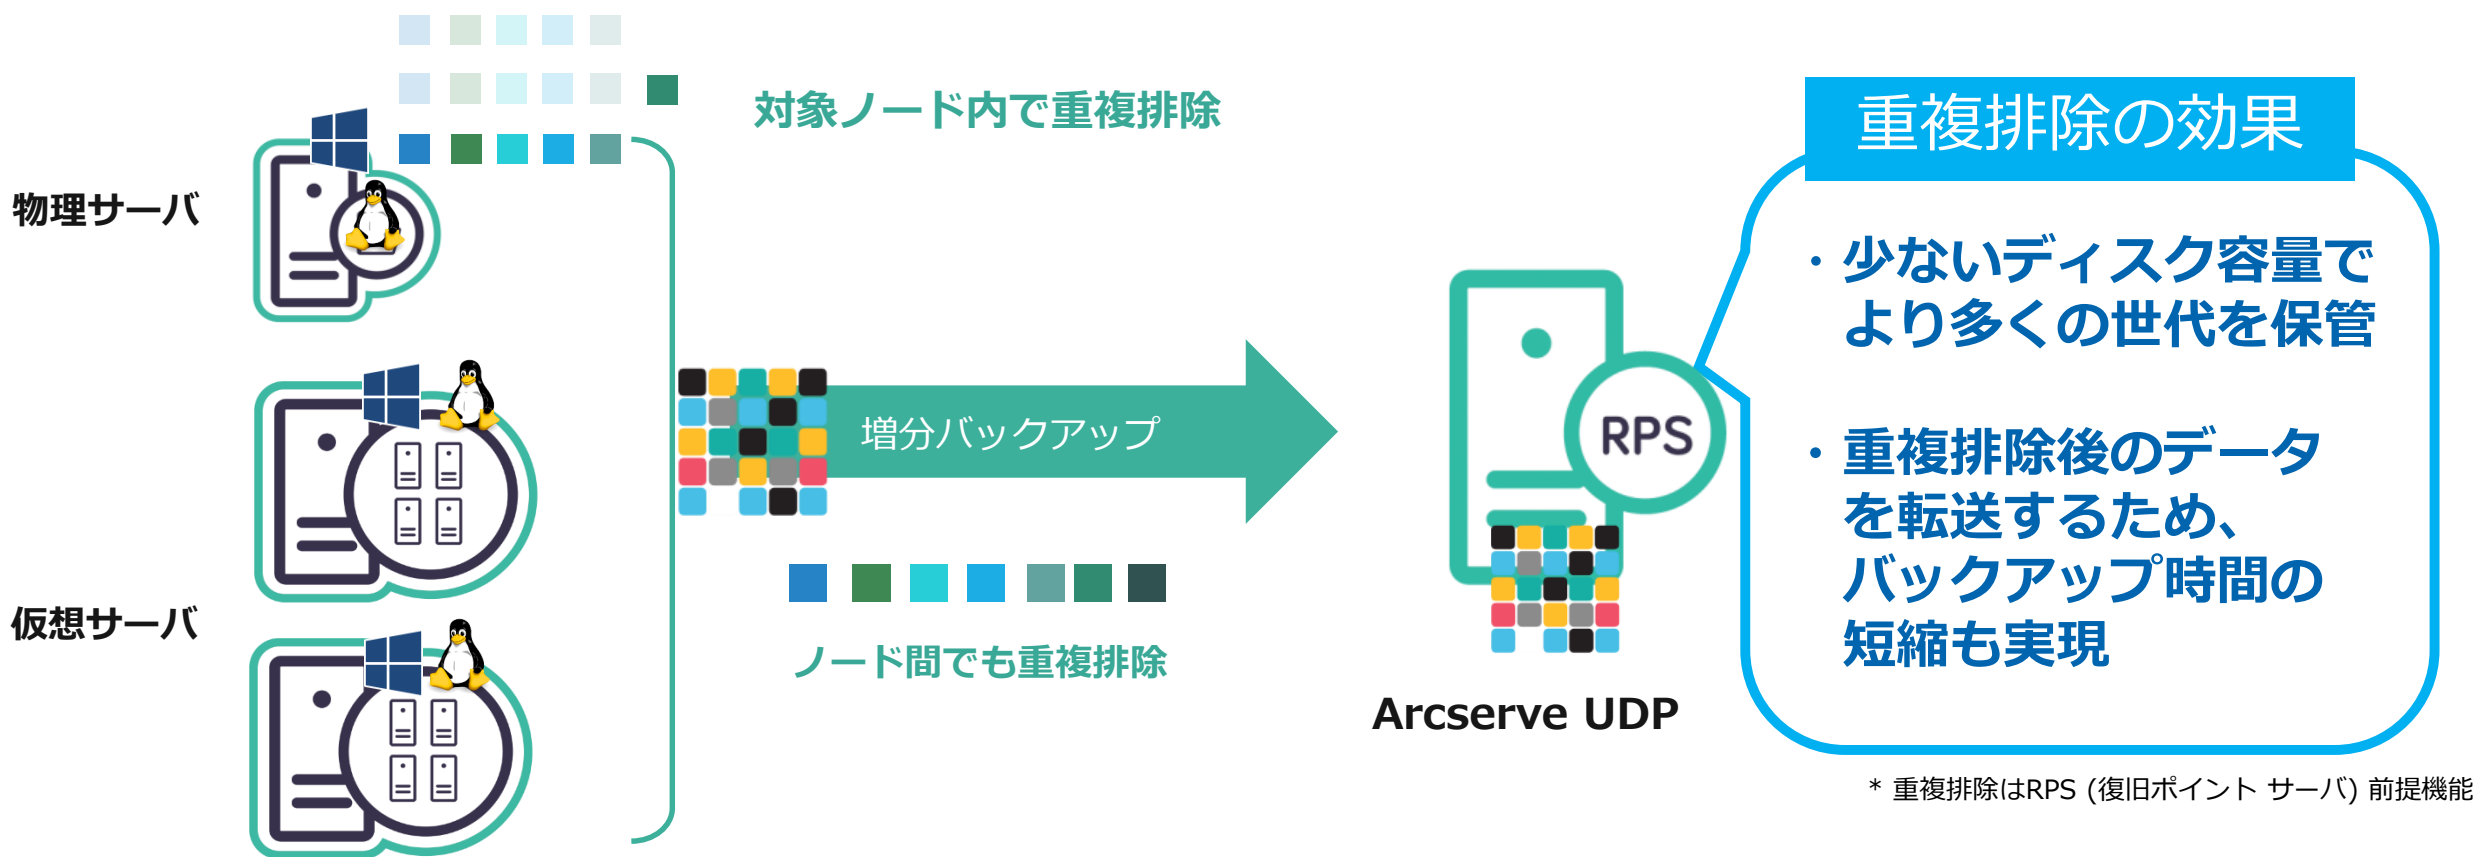 対象ノード内で重複排除
物理サーバ
仮想サーバ
増分バックアップ
ノード間でも重複排除
RPS
Arcserve UDP
重複排除の効果
・少ないディスク容量で
より多くの世代を保管
・重複排除後のデータ
を転送するため、
バックアップ時間の
短縮も実現
* 重複排除はRPS (復旧ポイント サーバ) 前提機能